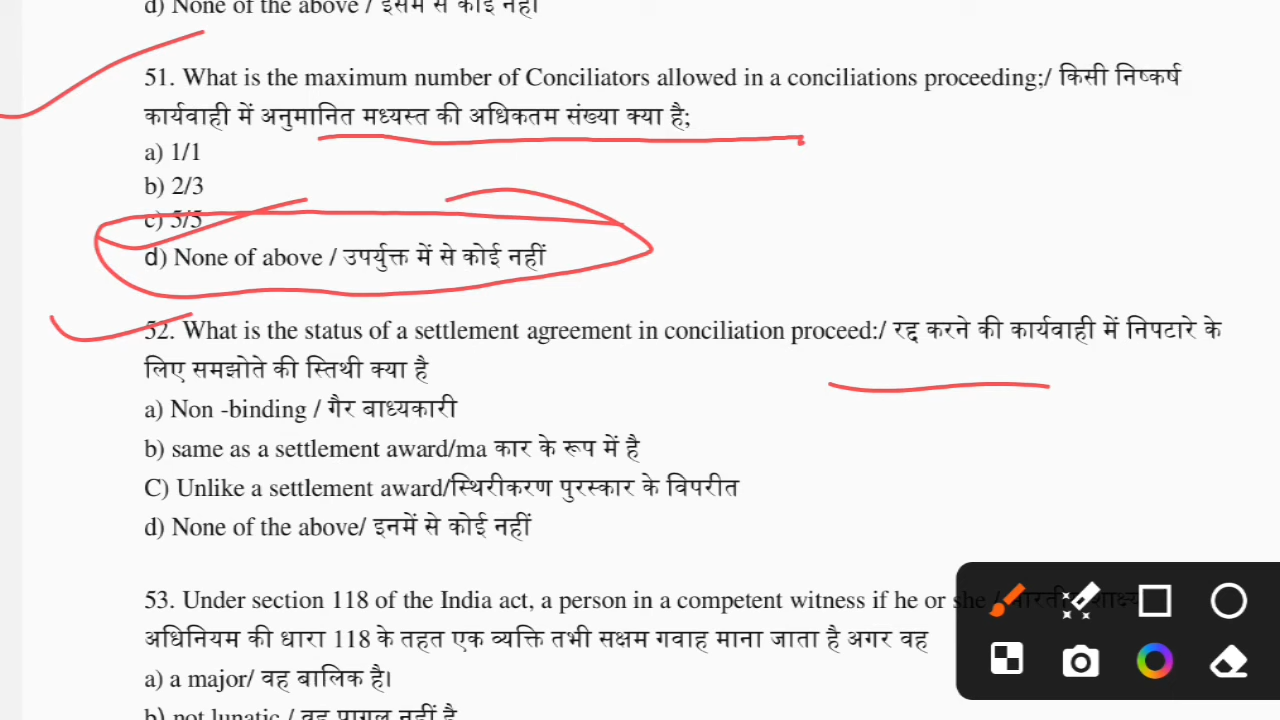 d) None of the above / इसमें से कोई नहीं
51. What is the maximum number of Conciliators allowed in a conciliations proceeding;/ किसी निष्कर्ष
कार्यवाही में अनुमानित मध्यस्त की अधिकतम संख्या क्या है;
a) 1/1
b) 2/3
c) 5/5
d) None of above / उपर्युक्त में से कोई नहीं
52. What is the status of a settlement agreement in conciliation proceed:/ रद्द करने की कार्यवाही में निपटारे के
लिए समझोते की स्तिथी क्या है
a) Non -binding / गैर बाध्यकारी
b) same as a settlement award/ma कार के रूप में है
C) Unlike a settlement award/स्थिरीकरण पुरस्कार के विपरीत
d) None of the above/ इनमें से कोई नहीं
53. Under section 118 of the India act, a person in a competent witness if he or she /
अधिनियम की धारा 118 के तहत एक व्यक्ति तभी सक्षम गवाह माना जाता है अगर वह
a) a major/ वह बालिक है।
b) not lunatic / वह पागल नहीं है